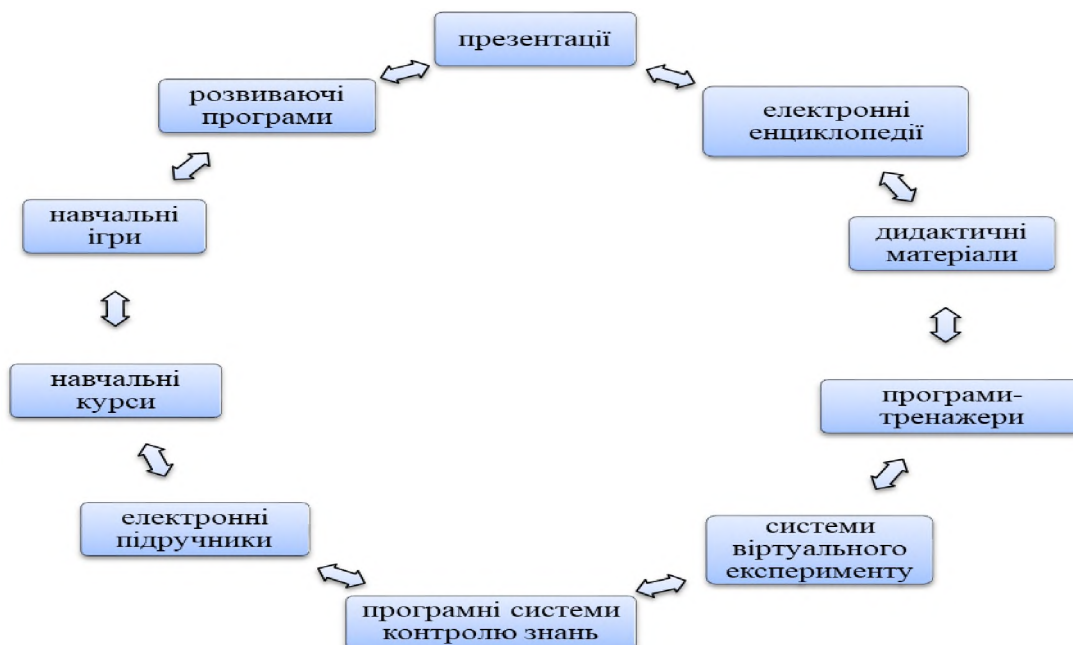 презентації
розвиваючі
програми
електронні
енциклопедії
навчальні
ігри
дидактичні
матеріали
навчальні
курси
програми-
тренажери
електронні
підручники
системи
віртуального
експерименту
програмні системи
контролю знань